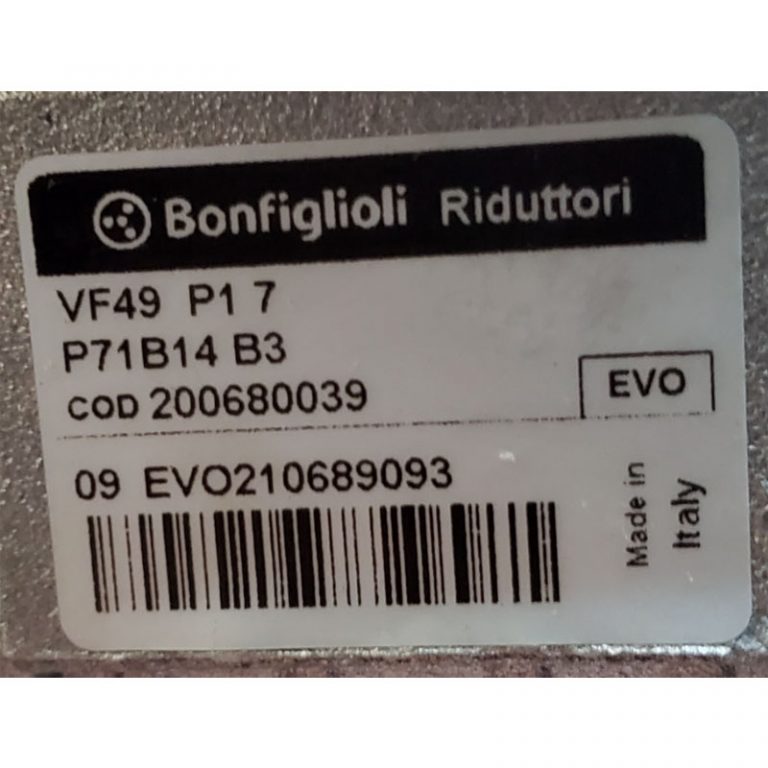 Bonfiglioli Riduttori
VF49 P1 7
P71B14 B3
COD 200680039
EVO
09 EVO210689093
Made in
Italy